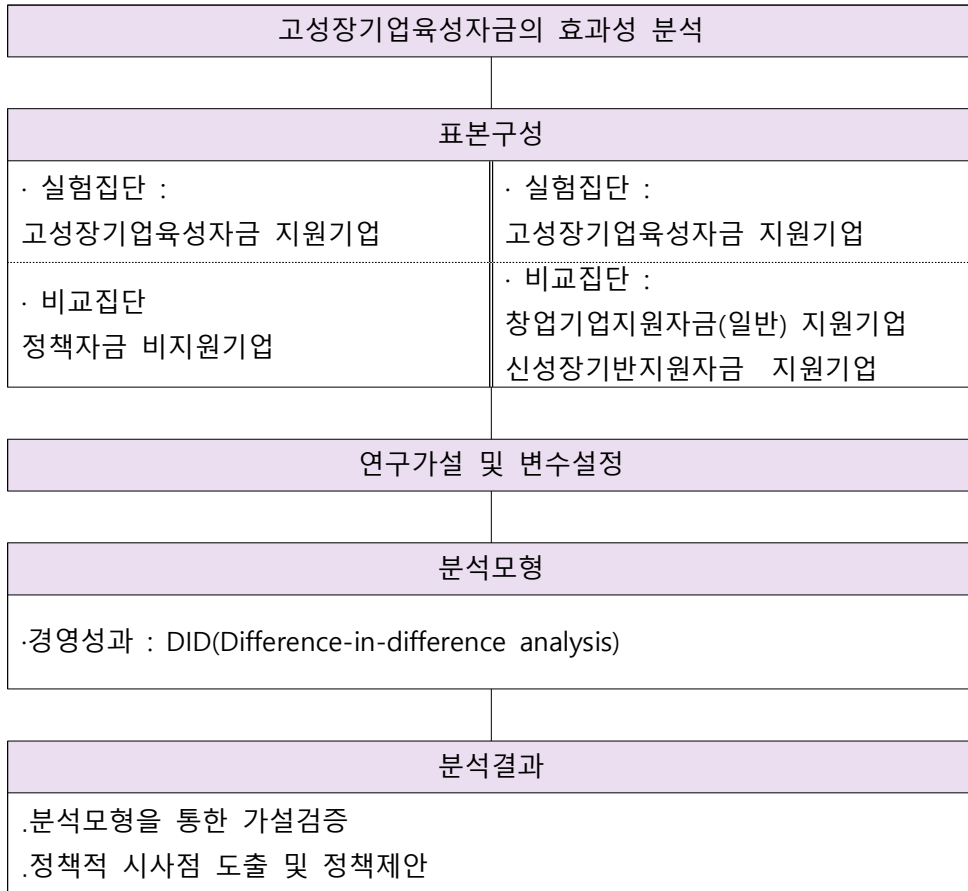 고성장기업육성자금의 효과성 분석
표본구성
· 실험집단 :
고성장기업육성자금 지원기업
· 비교집단
정책자금 비지원기업
· 실험집단 :
고성장기업육성자금 지원기업
· 비교집단 :
창업기업지원자금(일반) 지원기업
신성장기반지원자금 지원기업
연구가설 및 변수설정
분석모형
·경영성과 : DID(Difference-in-difference analysis)
분석결과
.분석모형을 통한 가설검증
.정책적 시사점 도출 및 정책제안